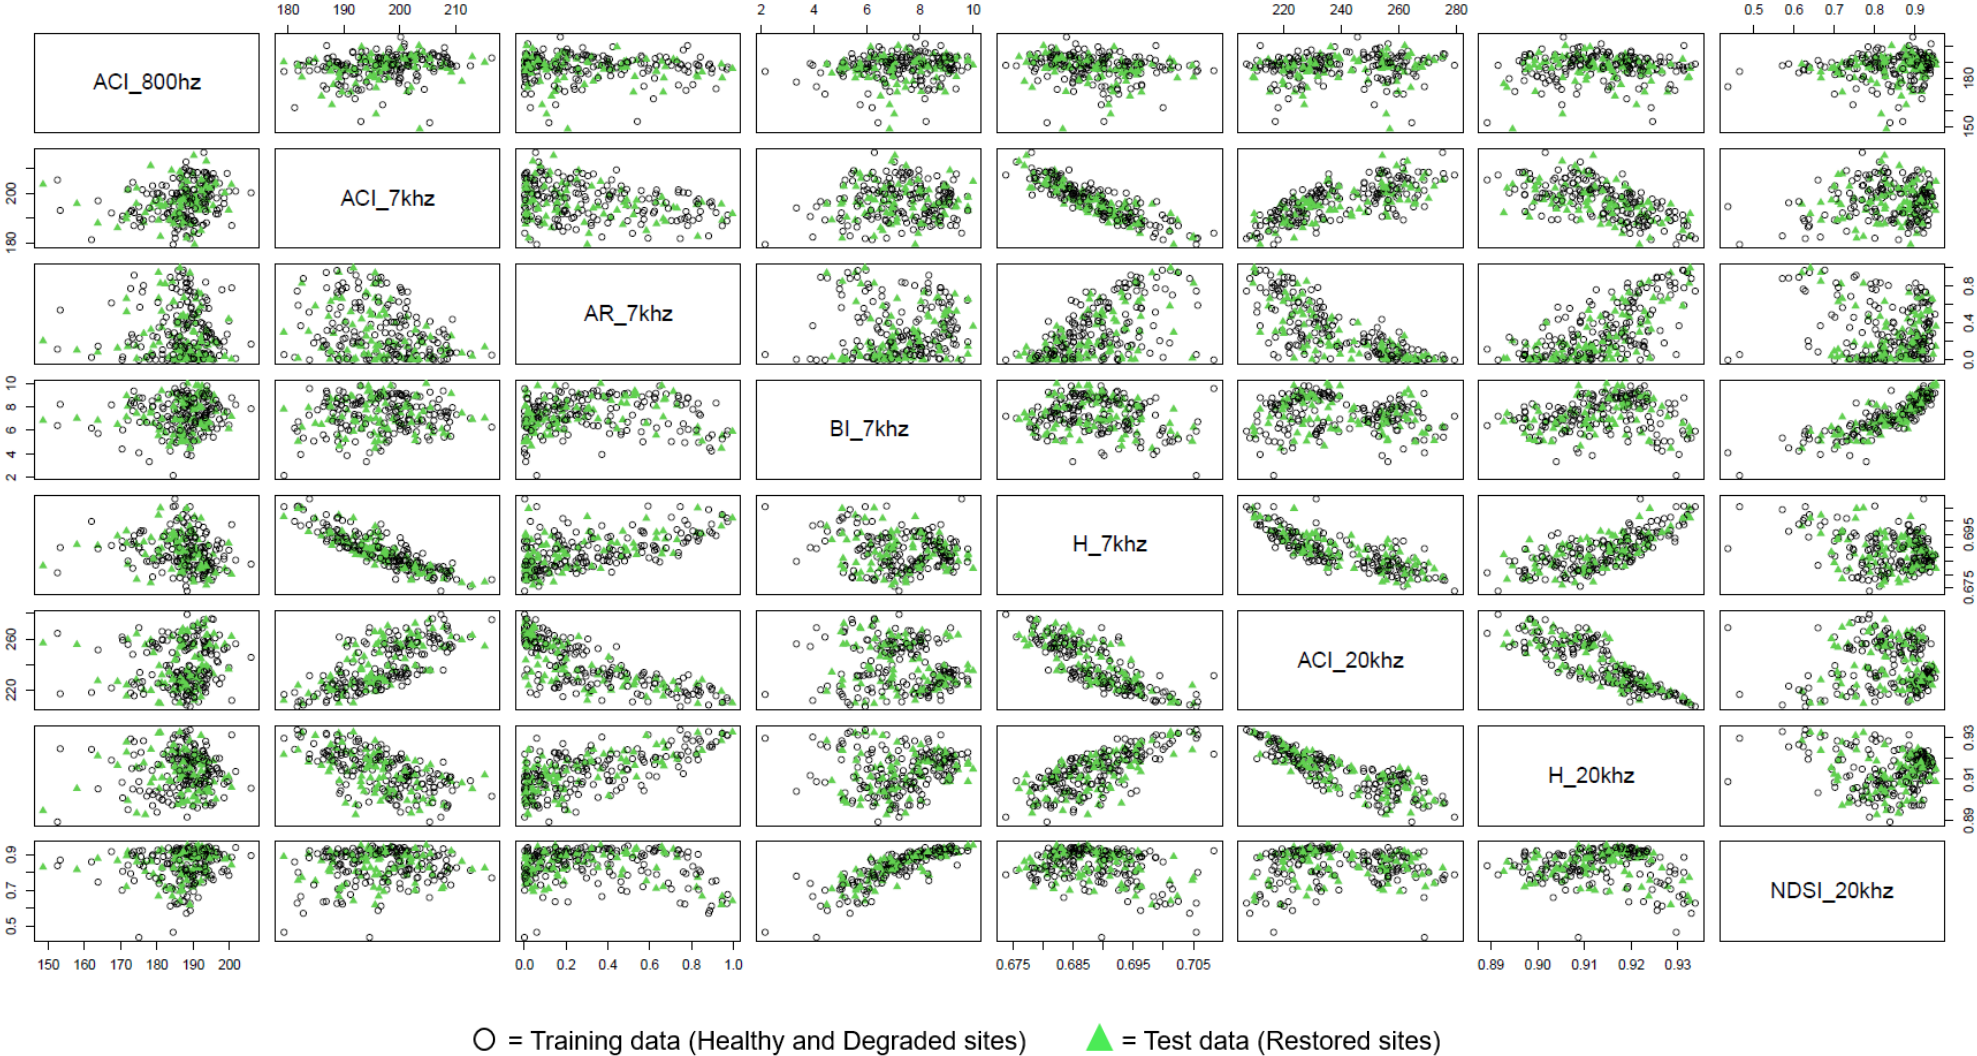 180 190 200 210 2 4 6 8 10 220 240 260 280 0.5 0.6 0.7 0.8 0.9
ACI_800hz
150 180
180 200
ACI_7khz
AR_7khz
0.0 0.4 0.8
2 4 6 8 10
BI_7khz
H_7khz
0.675 0.695
220 260
ACI_20khz
H_20khz
0.89 0.91 0.93
0.5 0.7 0.9
NDSI_20khz
150 160 170 180 190 200 0.0 0.2 0.4 0.6 0.8 1.0 0.675 0.685 0.695 0.705 0.89 0.90 0.91 0.92 0.93
= Training data (Healthy and Degraded sites) = Test data (Restored sites)